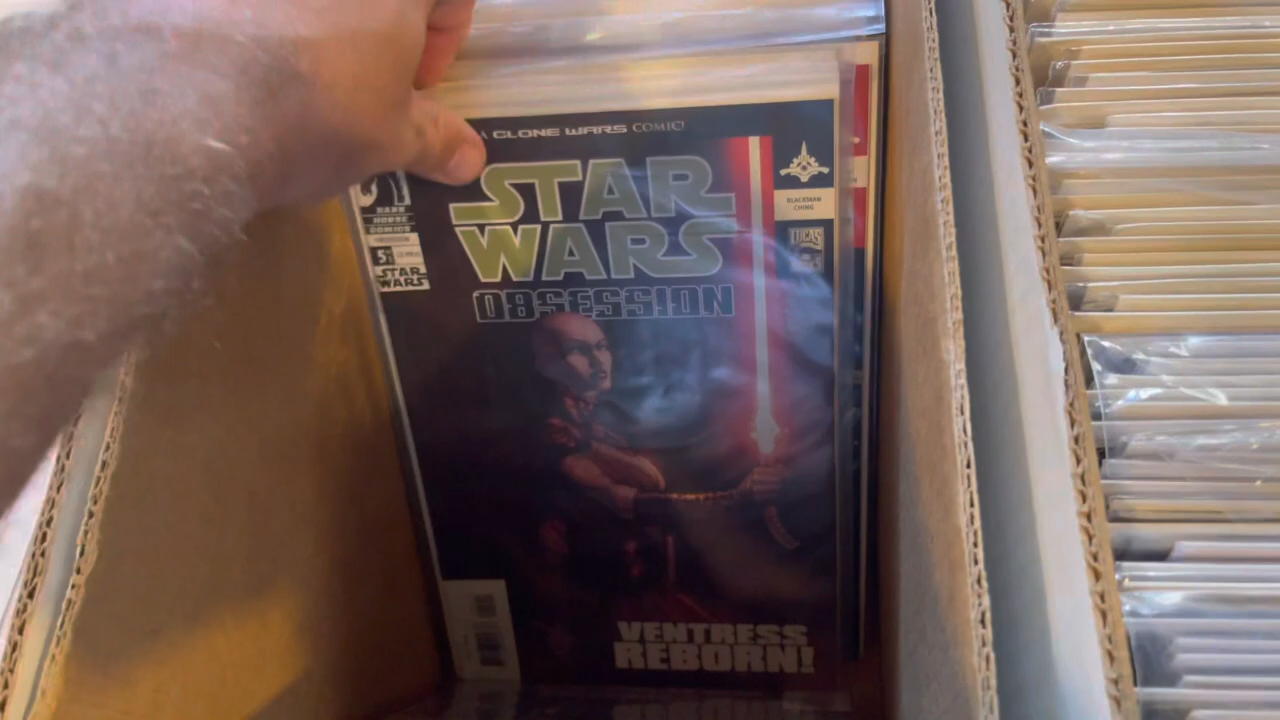 A CLONE WARS COMIC!
STAR
WARS
OBSESSION
DARK
HORSE
COMICS
5
STAR
WARS
BLACKMAN
CHING
LUCAS
VENTRESS
REBORN!